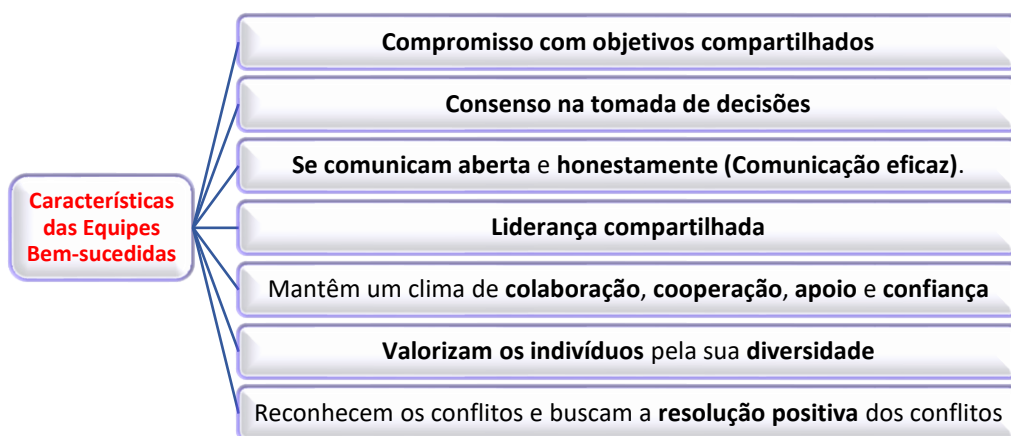 Características
das Equipes
Bem-sucedidas
Compromisso com objetivos compartilhados
Consenso na tomada de decisões
Se comunicam aberta e honestamente (Comunicação eficaz).
Liderança compartilhada
Mantêm um clima de colaboração, cooperação, apoio e confiança
Valorizam os indivíduos pela sua diversidade
Reconhecem os conflitos e buscam a resolução positiva dos conflitos